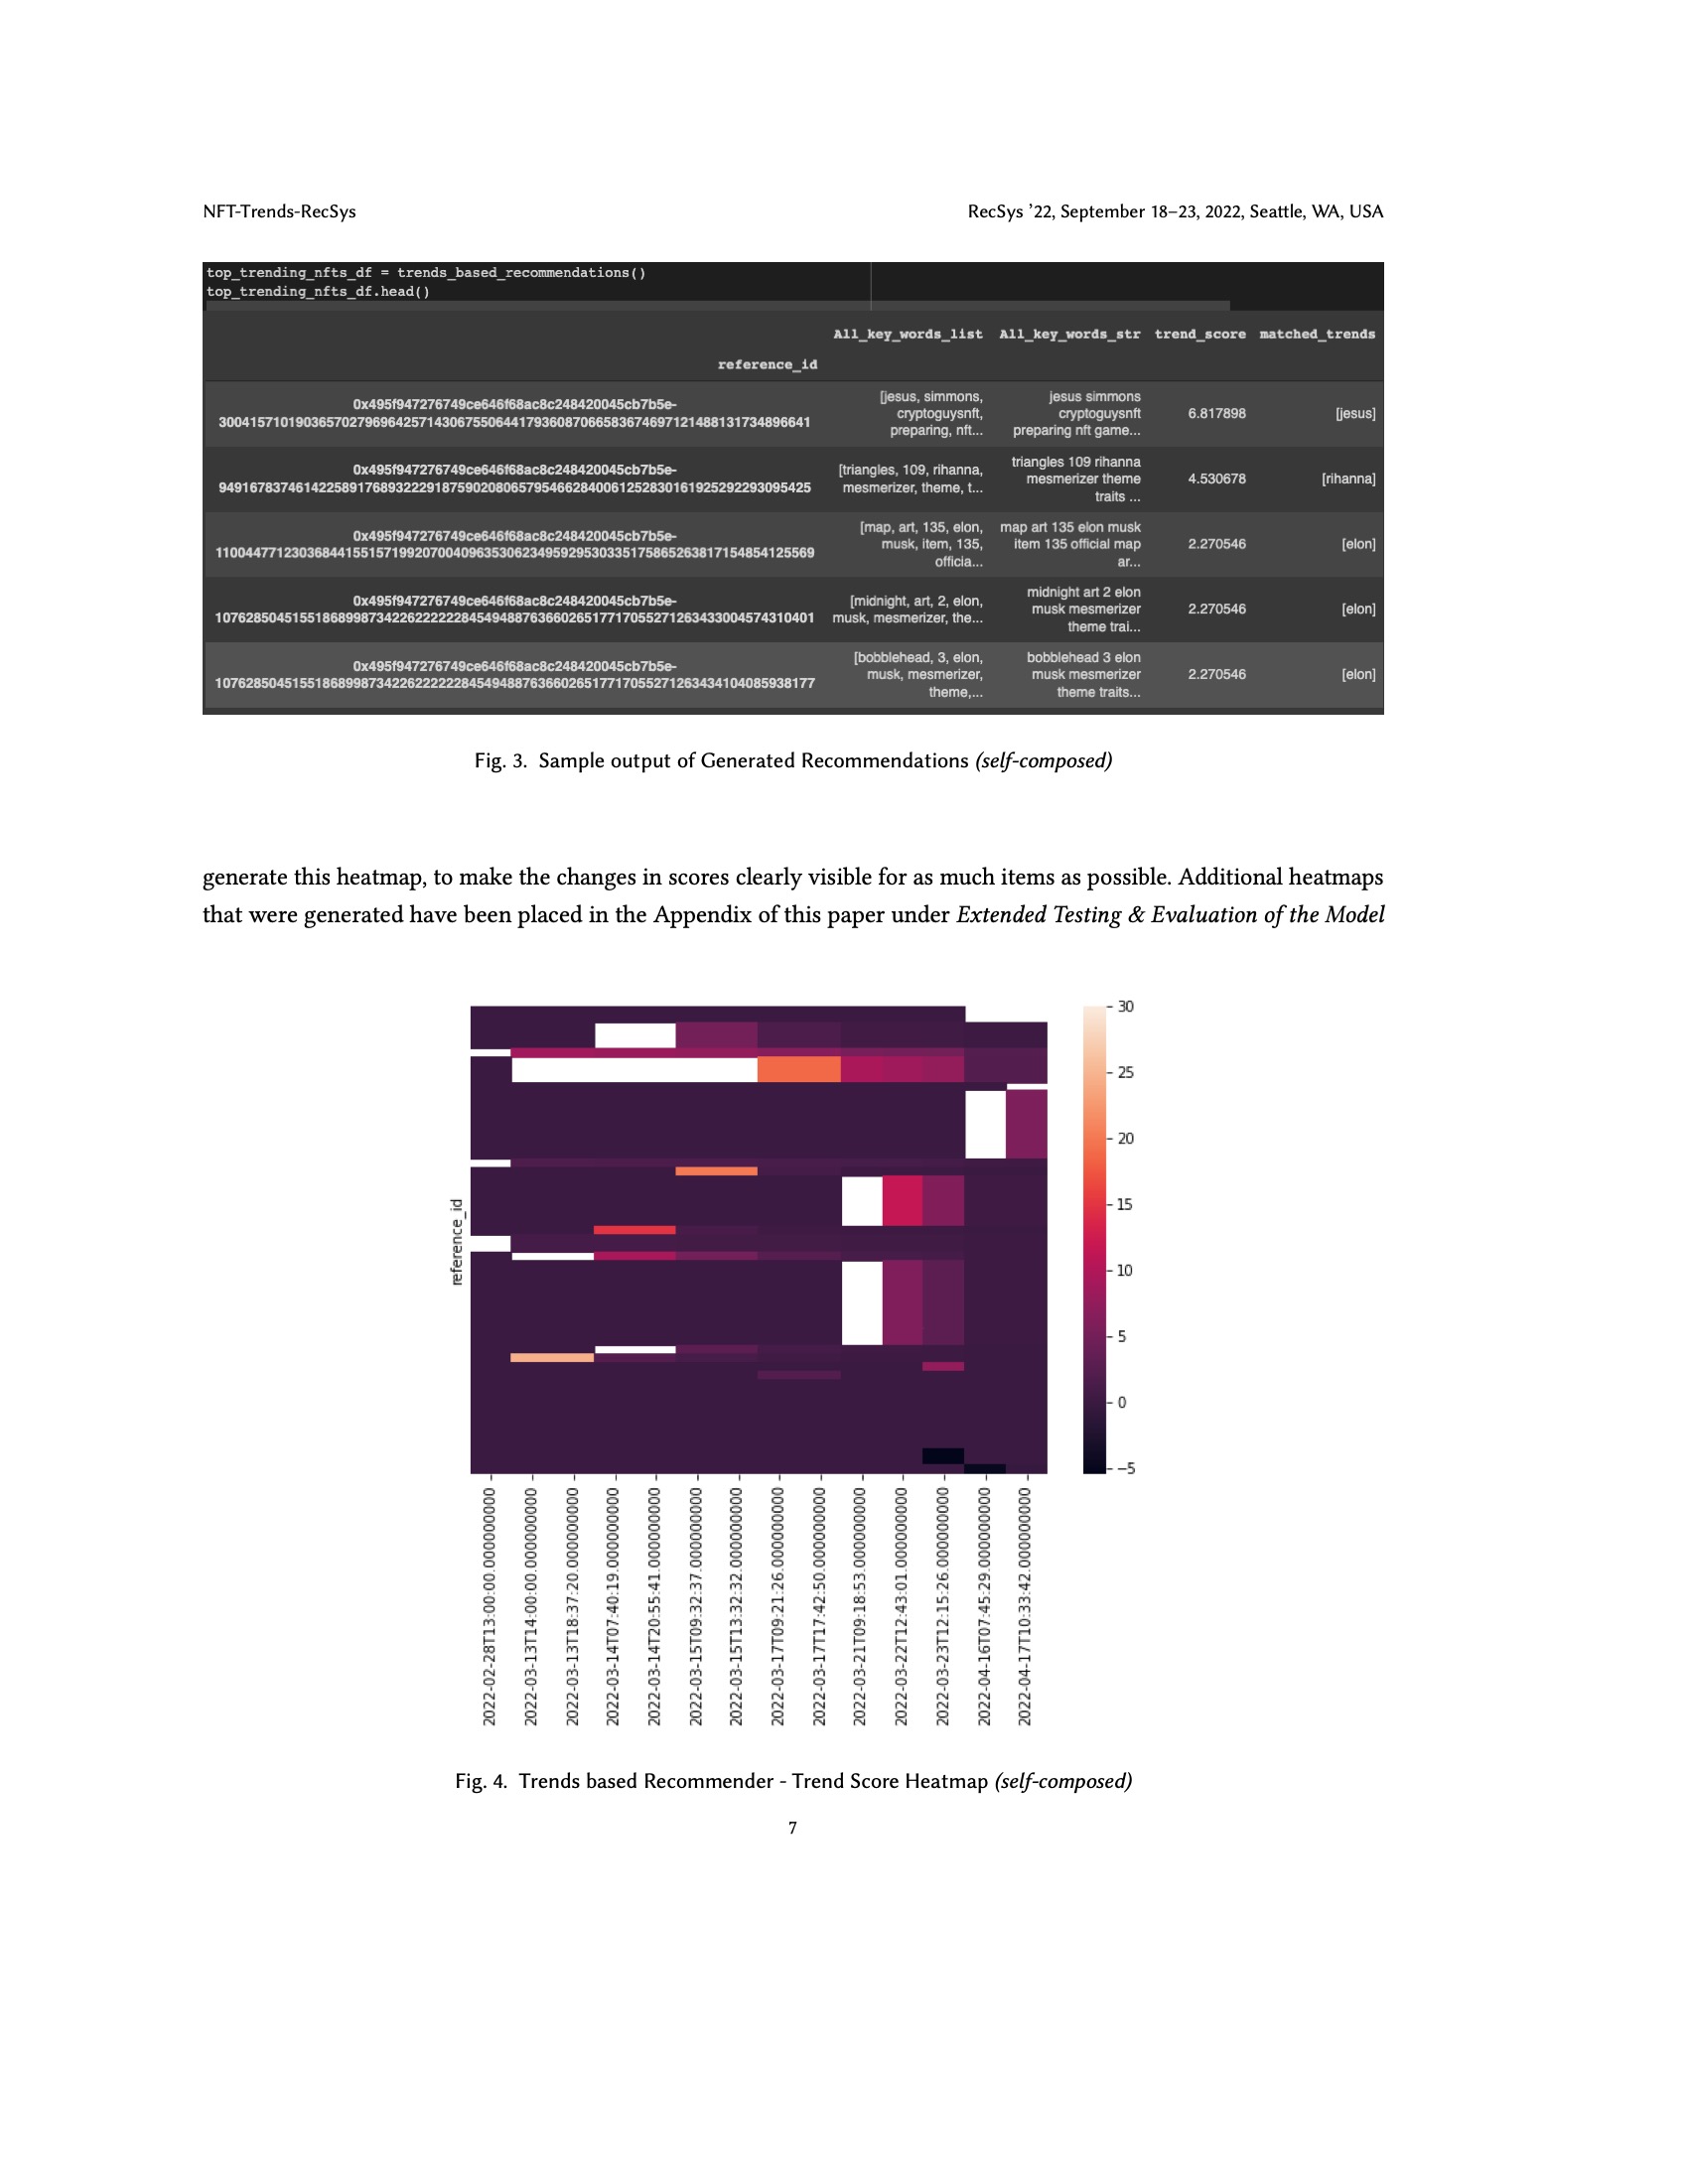 NFT-Trends-RecSys
RecSys ’22, September 18–23, 2022, Seattle, WA, USA
top_trending_nfts_df = trends_based_recommendations()
top_trending_nfts_df.head()
All_key_words_list All_key_words_str trend_score matched_trends
reference_id
0x495f947276749ce646f68ac8c248420045cb7b5e-
30041571019036570279696425714306755064417936087066583674697121488131734896641
[jesus, simmons,
cryptoguysnft,
preparing, nft...
jesus simmons
cryptoguysnft
preparing nft game...
6.817898
[jesus]
0x495f947276749ce646f68ac8c248420045cb7b5e-
94916783746142258917689322291875902080657954662840061252830161925292293095425
[triangles, 109, rihanna,
mesmerizer, theme, t...
triangles 109 rihanna
mesmerizer theme
traits ...
4.530678
[rihanna]
0x495f947276749ce646f68ac8c248420045cb7b5e-
110044771230368441551571992070040963530623495929530335175865263817154854125569
[map, art, 135, elon,
musk, item, 135,
officia...
map art 135 elon musk
item 135 official map
ar...
2.270546
[elon]
0x495f947276749ce646f68ac8c248420045cb7b5e-
107628504515518689987342262222228454948876366026517717055271263433004574310401
[midnight, art, 2, elon,
musk, mesmerizer, the...
midnight art 2 elon
musk mesmerizer
theme trai...
2.270546
[elon]
0x495f947276749ce646f68ac8c248420045cb7b5e-
107628504515518689987342262222228454948876366026517717055271263434104085938177
[bobblehead, 3, elon,
musk, mesmerizer,
theme,...
bobblehead 3 elon
musk mesmerizer
theme traits...
2.270546
[elon]
Fig. 3. Sample output of Generated Recommendations (self-composed)
generate this heatmap, to make the changes in scores clearly visible for as much items as possible. Additional heatmaps
that were generated have been placed in the Appendix of this paper under Extended Testing & Evaluation of the Model
reference_id
30
25
20
15
10
5
0
−5
2022-02-28T13:00:00.000000000
2022-03-13T14:00:00.000000000
2022-03-13T18:37:20.000000000
2022-03-14T07:40:19.000000000
2022-03-14T20:55:41.000000000
2022-03-15T09:32:37.000000000
2022-03-15T13:32:32.000000000
2022-03-17T09:21:26.000000000
2022-03-17T17:42:50.000000000
2022-03-21T09:18:53.000000000
2022-03-22T12:43:01.000000000
2022-03-23T12:15:26.000000000
2022-04-16T07:45:29.000000000
2022-04-17T10:33:42.000000000
Fig. 4. Trends based Recommender - Trend Score Heatmap (self-composed)
7